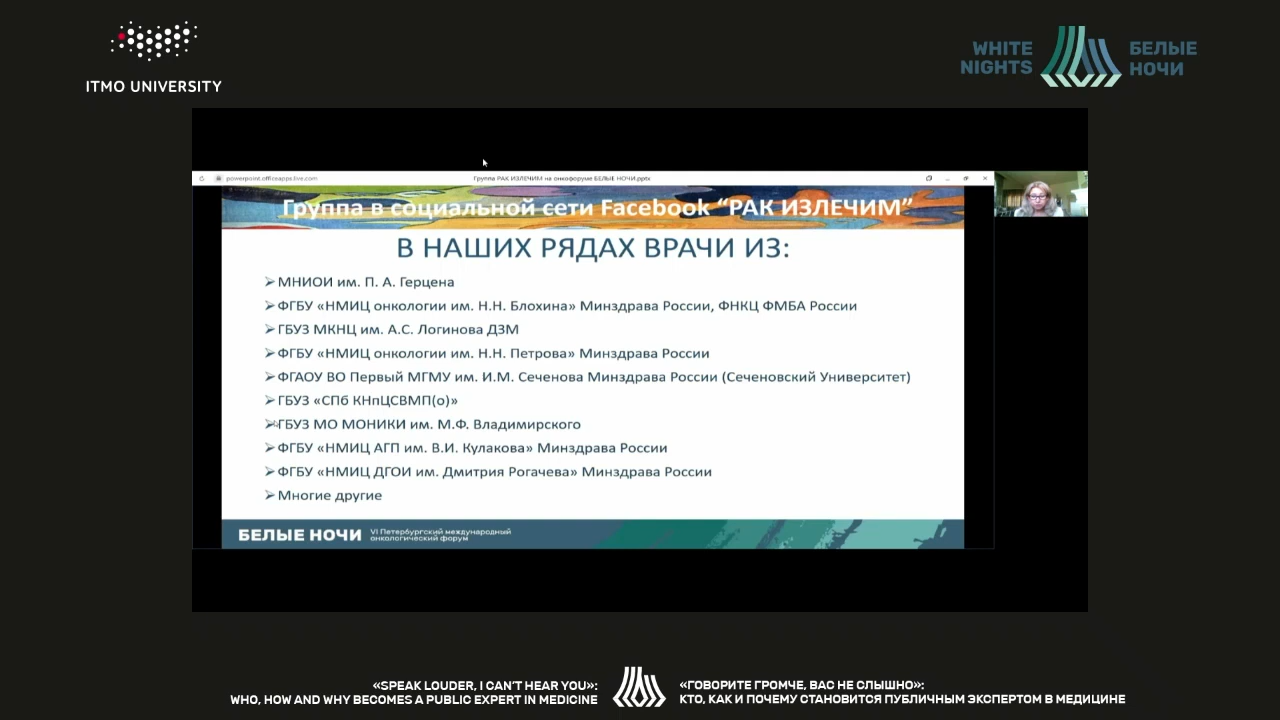 ITMO UNIVERSITY
WHITE
NIGHTS
БЕЛЫЕ
НОЧИ
powerpoint.officeapps.live.com
Группа РАК ИЗЛЕЧИМ на онкофоруме БЕЛЫЕ НОЧИ.pptx
Группа в социальной сети Facebook “РАК ИЗЛЕЧИМ”
В НАШИХ РЯДАХ ВРАЧИ ИЗ:
➢МНИОИ им. П. А. Герцена
➢ФГБУ «НМИЦ онкологии им. Н.Н. Блохина» Минздрава России, ФНКЦ ФМБА России
➢ГБУЗ МКНЦ им. А.С. Логинова ДЗМ
➢ФГБУ «НМИЦ онкологии им. Н.Н. Петрова» Минздрава России
➢ФГАОУ ВО Первый МГМУ им. И.М. Сеченова Минздрава России (Сеченовский Университет)
➢ГБУЗ «СПб КНпЦСВМП(о)»
➢ГБУЗ МО МОНИКИ им. М.Ф. Владимирского
➢ФГБУ «НМИЦ АГП им. В.И. Кулакова» Минздрава России
➢ФГБУ «НМИЦ ДГОИ им. Дмитрия Рогачева» Минздрава России
➢Многие другие
БЕЛЫЕ НОЧИ
VI Петербургский международный
онкологический форум
«SPEAK LOUDER, I CAN'T HEAR YOU»:
WHO, HOW AND WHY BECOMES A PUBLIC EXPERT IN MEDICINE
«ГОВОРИТЕ ГРОМЧЕ, ВАС НЕ СЛЫШНО»:
КТО, КАК И ПОЧЕМУ СТАНОВИТСЯ ПУБЛИЧНЫМ ЭКСПЕРТОМ В МЕДИЦИНЕ